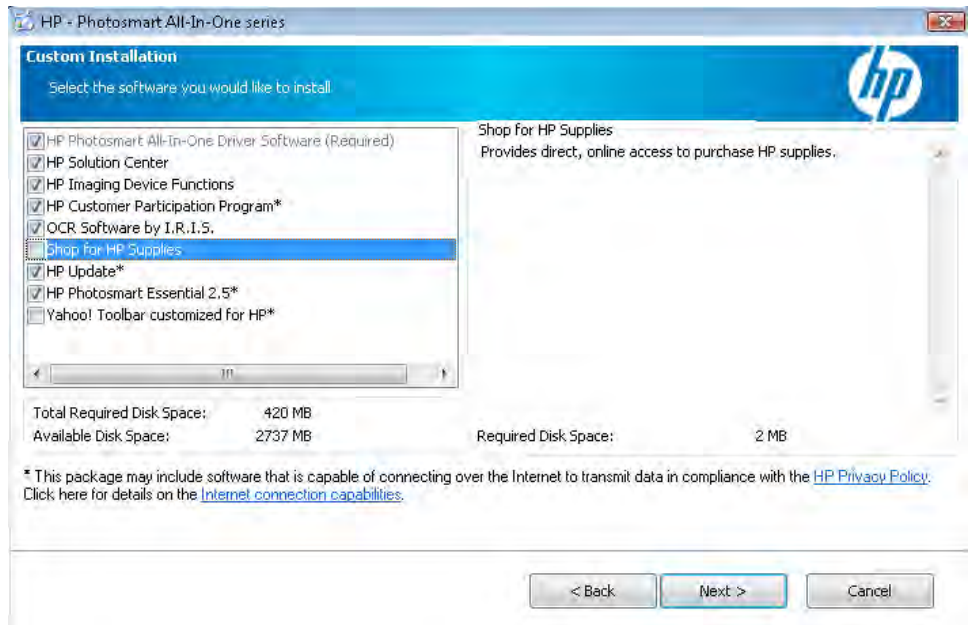 HP - Photosmart All-In-One series
Custom Installation
Select the software you would like to install
hp
HP Photosmart All-In-One Driver Software (Required)
HP Solution Center
HP Imaging Device Functions
HP Customer Participation Program*
OCR Software by I.R.I.S.
Shop for HP Supplies
HP Update*
HP Photosmart Essential 2.5*
Yahoo! Toolbar customized for HP*
Shop for HP Supplies
Provides direct, online access to purchase HP supplies.
Total Required Disk Space: 420 MB
Available Disk Space: 2737 MB
Required Disk Space: 2 MB
* This package may include software that is capable of connecting over the Internet to transmit data in compliance with the HP Privacy Policy.
Click here for details on the Internet connection capabilities.
< Back
Next >
Cancel